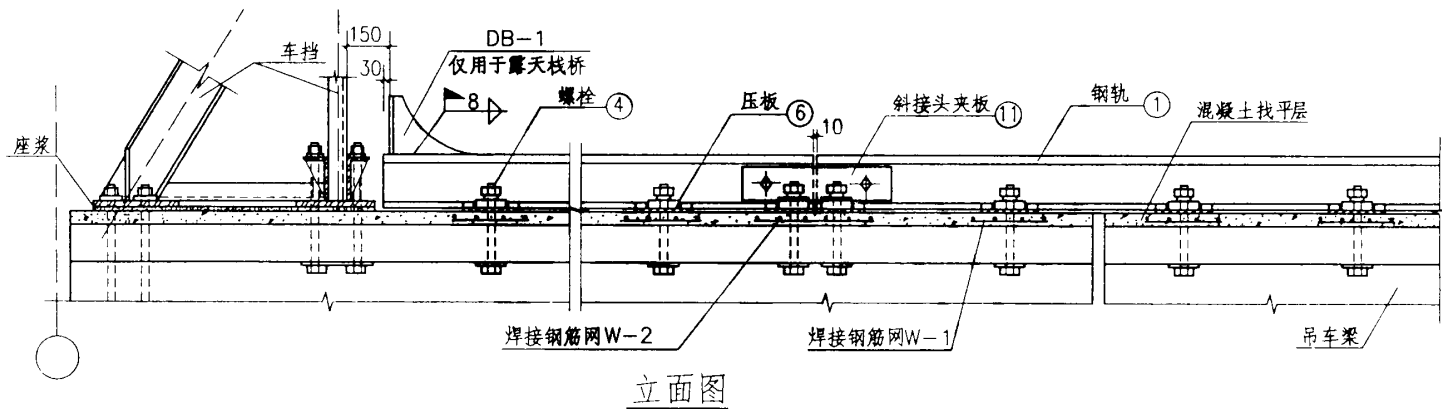 车挡
150
DB-1
仅用于露天栈桥
30
8
螺栓 ④
压板 ⑥
斜接头夹板 ⑪
10
钢轨 ①
混凝土找平层
座浆
焊接钢筋网W-2
焊接钢筋网W-1
吊车梁
立面图